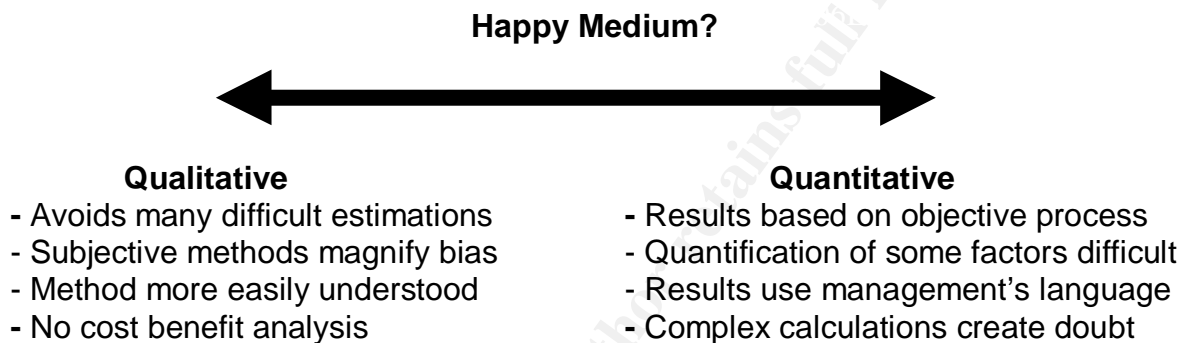 Happy Medium?
Qualitative
- Avoids many difficult estimations
- Subjective methods magnify bias
- Method more easily understood
- No cost benefit analysis
Quantitative
- Results based on objective process
- Quantification of some factors difficult
- Results use management's language
- Complex calculations create doubt